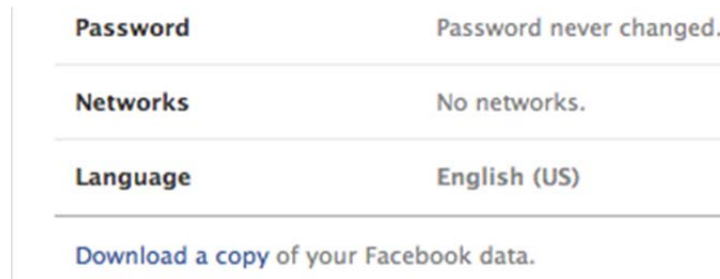 Password Password never changed.
Networks No networks.
Language English (US)
Download a copy of your Facebook data.